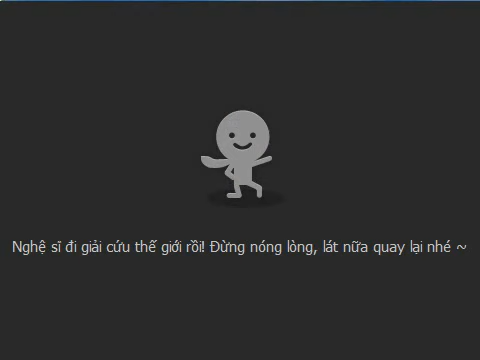 Nghệ sĩ đi giải cứu thế giới rồi! Đừng nóng lòng, lát nữa quay lại nhé ~